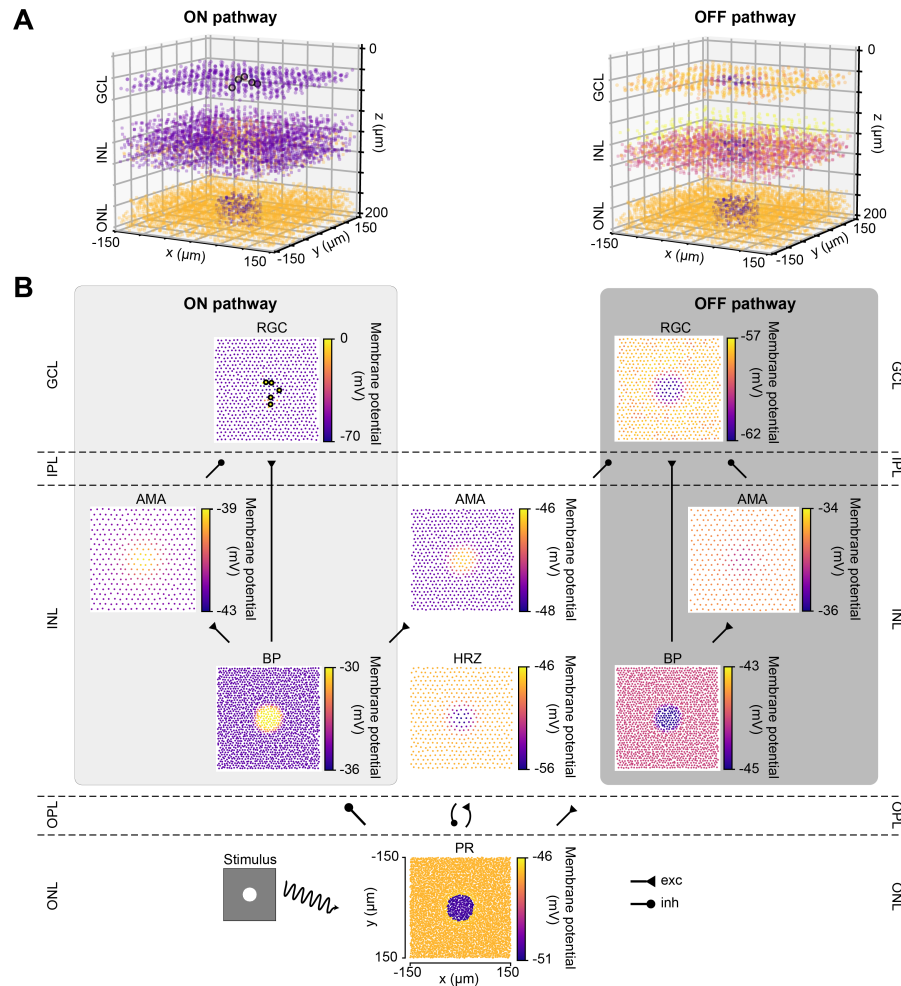 A
ON pathway
OFF pathway
0
GCL
INL
ONL
z (µm)
200
-150
x (µm)
150
-150
y (µm)
150
0
GCL
INL
ONL
z (µm)
200
-150
x (µm)
150
-150
y (µm)
150
B
ON pathway
OFF pathway
GCL
RGC
0
-70
Membrane potential
(mV)
RGC
-57
-62
Membrane potential
(mV)
GCL
IPL
IPL
INL
AMA
-39
-43
Membrane potential
(mV)
AMA
-46
-48
Membrane potential
(mV)
AMA
-34
-36
Membrane potential
(mV)
INL
BP
-30
-36
Membrane potential
(mV)
HRZ
-46
-56
Membrane potential
(mV)
BP
-43
-45
Membrane potential
(mV)
OPL
OPL
ONL
Stimulus
PR
-150
y (µm)
150
-150
150
x (µm)
-46
-51
Membrane potential
(mV)
exc
inh
ONL